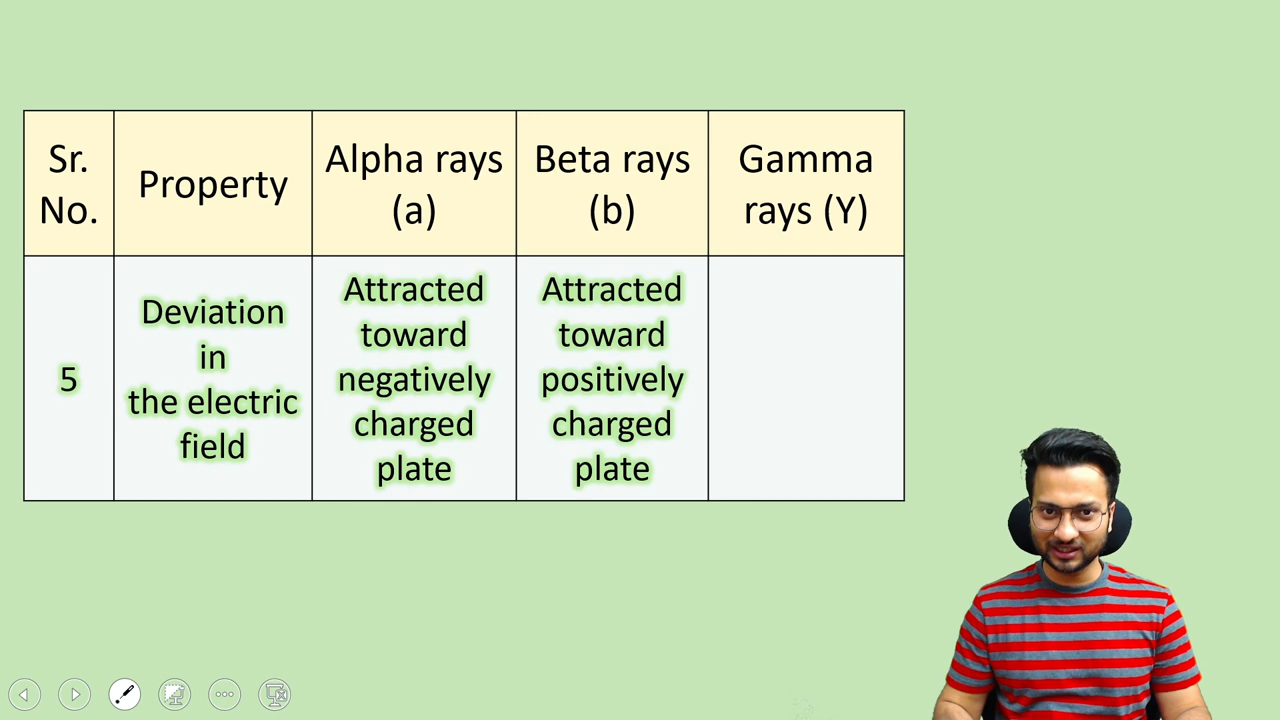 Sr.
No.
Property
Alpha rays
(a)
Beta rays
(b)
Gamma
rays (Y)
5
Deviation
in
the electric
field
Attracted
toward
negatively
charged
plate
Attracted
toward
positively
charged
plate